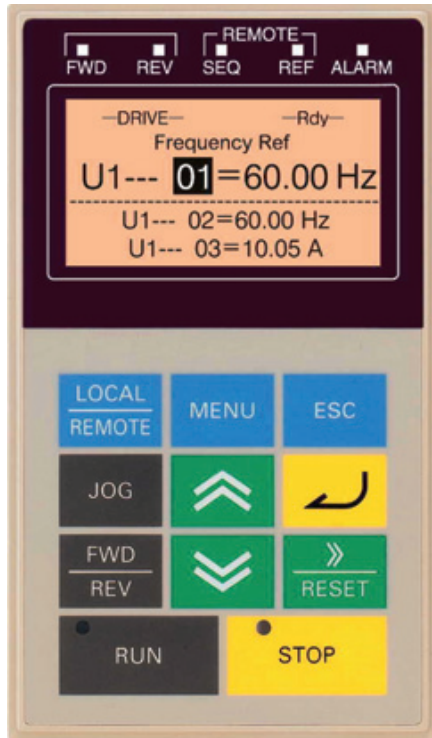 REMOTE
FWD REV SEQ REF ALARM
—DRIVE— —Rdy—
Frequency Ref
U1--- 01=60.00 Hz
U1--- 02=60.00 Hz
U1--- 03=10.05 A
LOCAL MENU ESC
REMOTE
JOG
FWD
REV RESET
RUN STOP